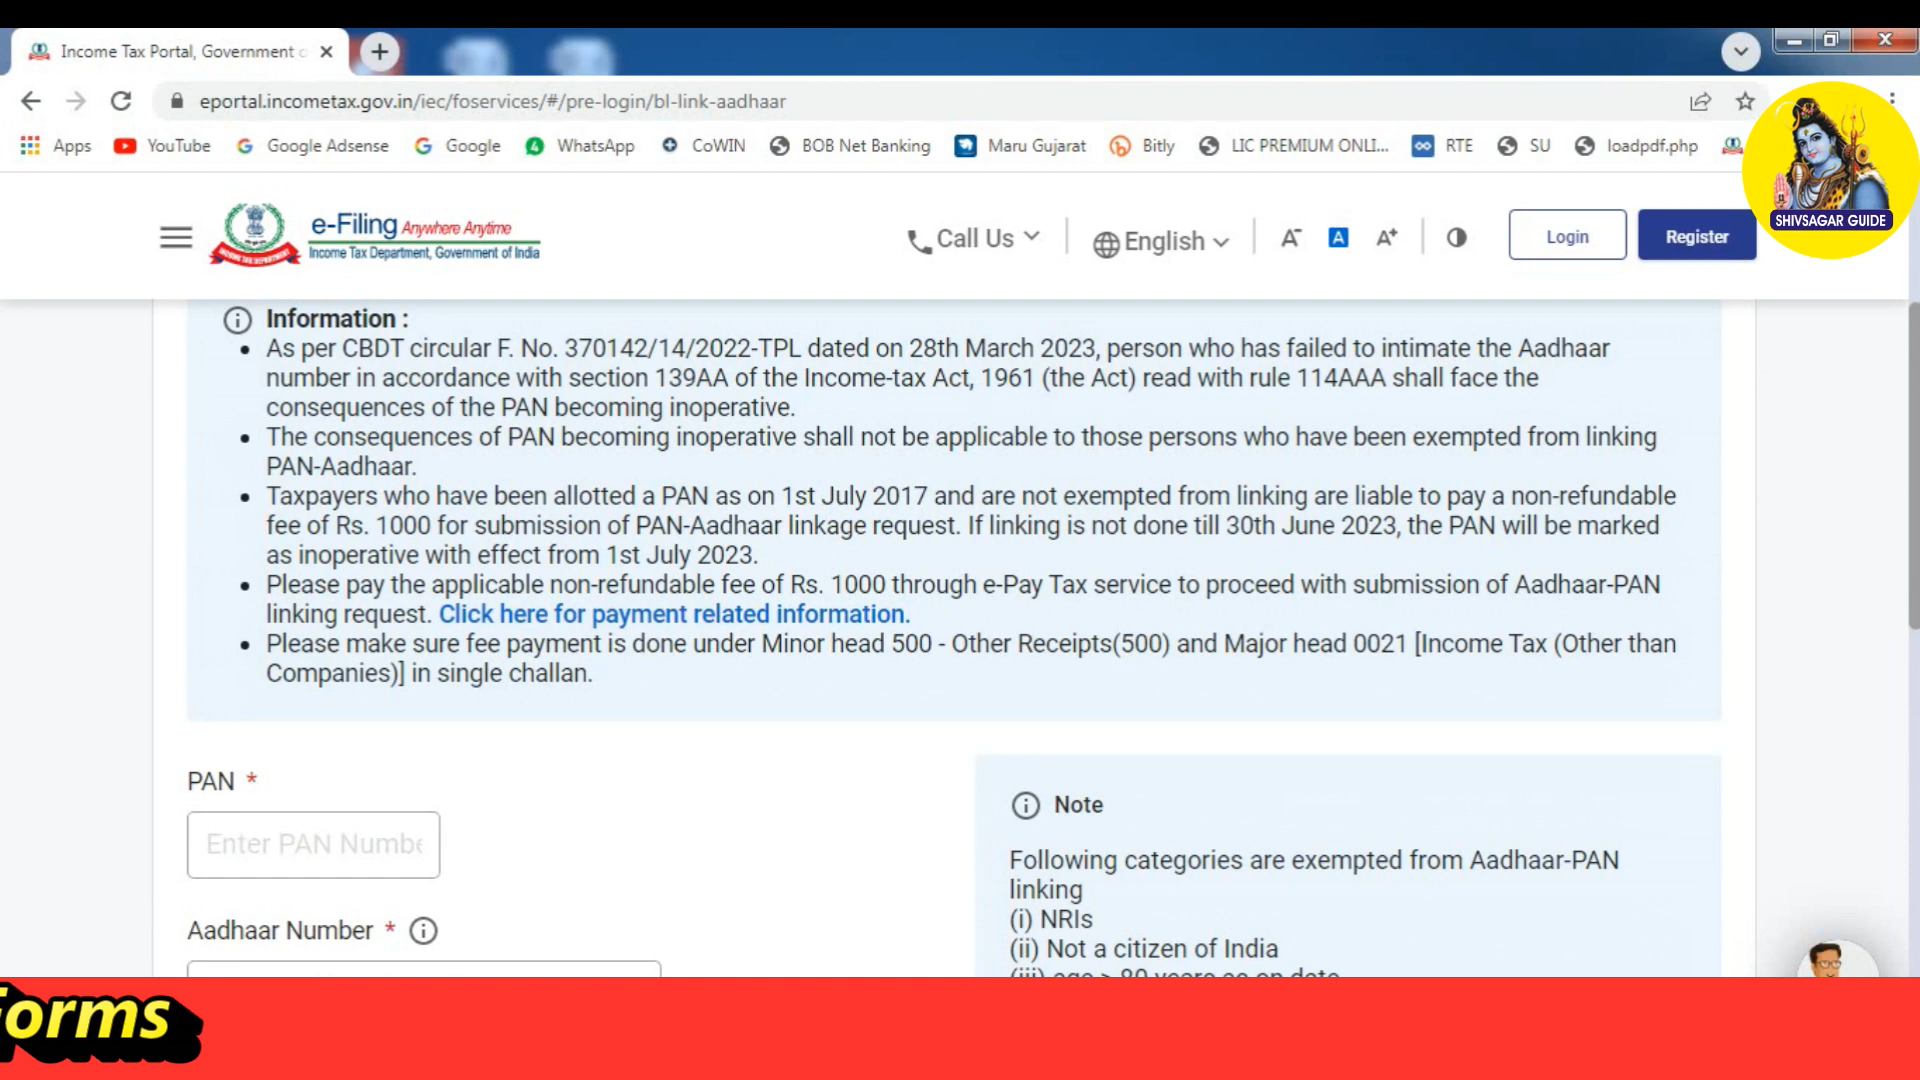 Income Tax Portal, Government
eportal.incometax.gov.in/iec/foservices/#/pre-login/bl-link-aadhaar
Apps YouTube Google Adsense Google WhatsApp CoWIN BOB Net Banking Maru Gujarat Bitly LIC PREMIUM ONLI... RTE SU loadpdf.php
SHIVSAGAR GUIDE
e-Filing Anywhere Anytime
Income Tax Department, Government of India
Call Us English A- A A+ Login Register
Information :
• As per CBDT circular F. No. 370142/14/2022-TPL dated on 28th March 2023, person who has failed to intimate the Aadhaar
number in accordance with section 139AA of the Income-tax Act, 1961 (the Act) read with rule 114AAA shall face the
consequences of the PAN becoming inoperative.
• The consequences of PAN becoming inoperative shall not be applicable to those persons who have been exempted from linking
PAN-Aadhaar.
• Taxpayers who have been allotted a PAN as on 1st July 2017 and are not exempted from linking are liable to pay a non-refundable
fee of Rs. 1000 for submission of PAN-Aadhaar linkage request. If linking is not done till 30th June 2023, the PAN will be marked
as inoperative with effect from 1st July 2023.
• Please pay the applicable non-refundable fee of Rs. 1000 through e-Pay Tax service to proceed with submission of Aadhaar-PAN
linking request. Click here for payment related information.
• Please make sure fee payment is done under Minor head 500 - Other Receipts(500) and Major head 0021 [Income Tax (Other than
Companies)] in single challan.
PAN *
Enter PAN Numbe
Aadhaar Number *
Note
Following categories are exempted from Aadhaar-PAN
linking
(i) NRIs
(ii) Not a citizen of India
(iii) age > 80 years as on date
orms